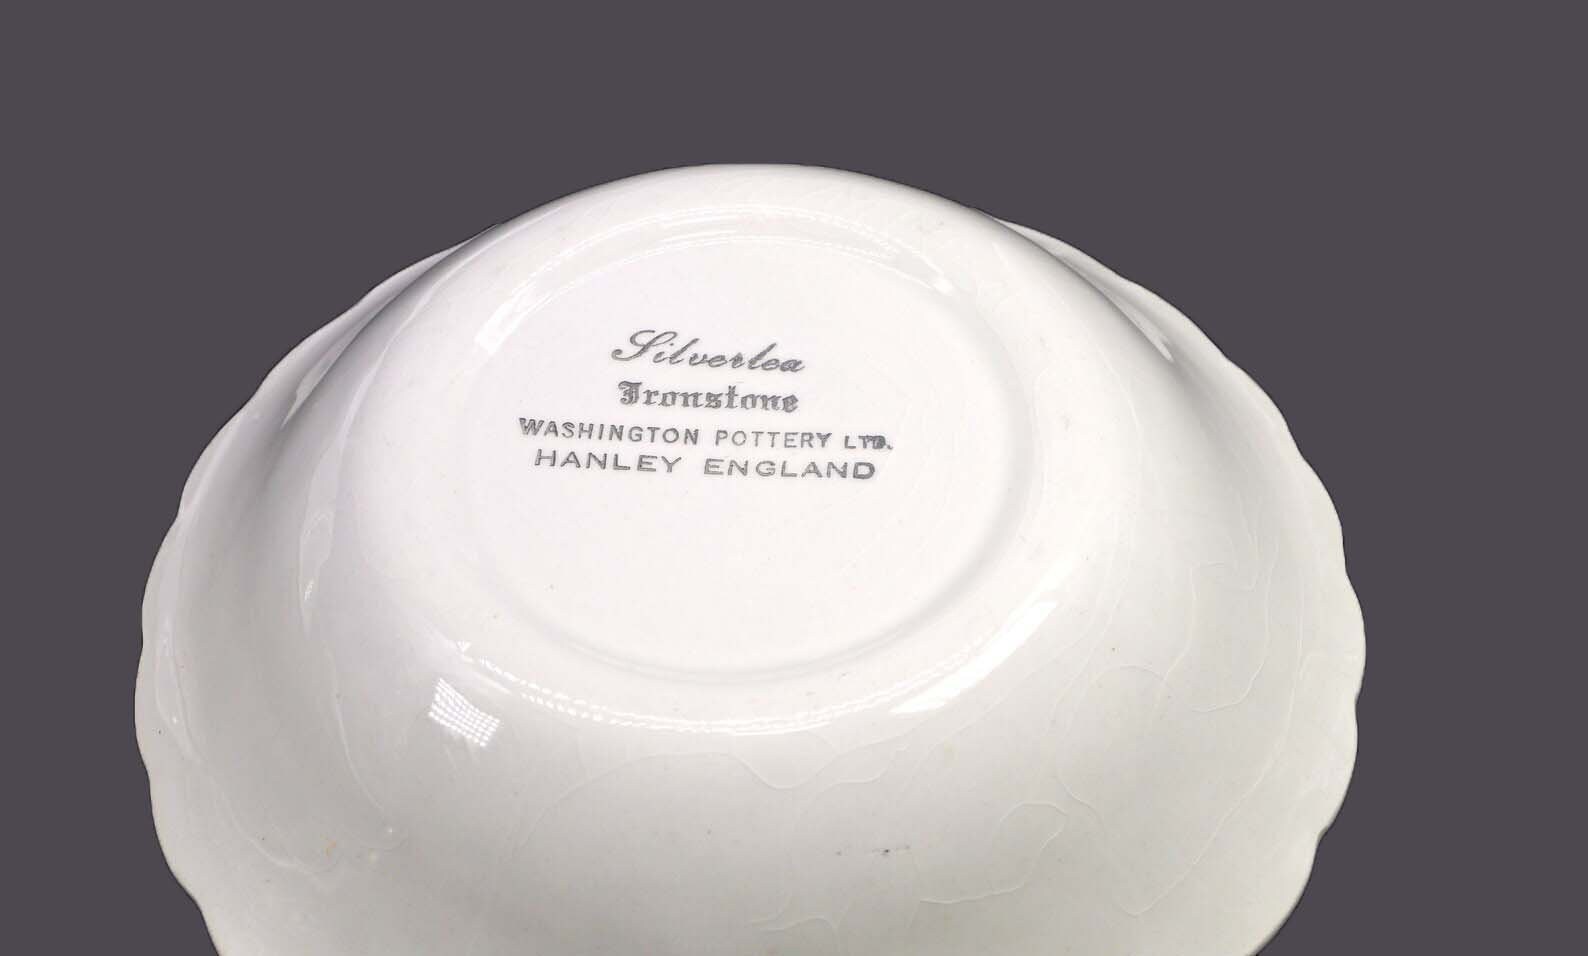 Silverlea
Ironstone
WASHINGTON POTTERY LTD.
HANLEY ENGLAND